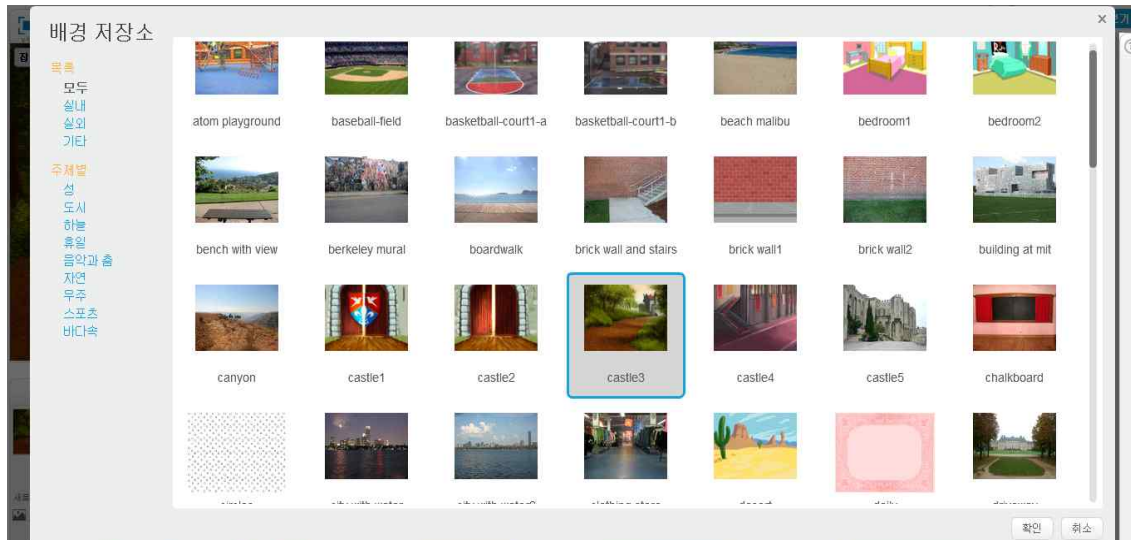 배경 저장소
목록
모두
실내
실외
기타
주제별
성
도시
하늘
휴일
음악과 춤
자연
우주
스포츠
바다속
atom playground baseball-field basketball-court1-a basketball-court1-b beach malibu bedroom1 bedroom2
bench with view berkeley mural boardwalk brick wall and stairs brick wall1 brick wall2 building at mit
canyon castle1 castle2 castle3 castle4 castle5 chalkboard
확인 취소